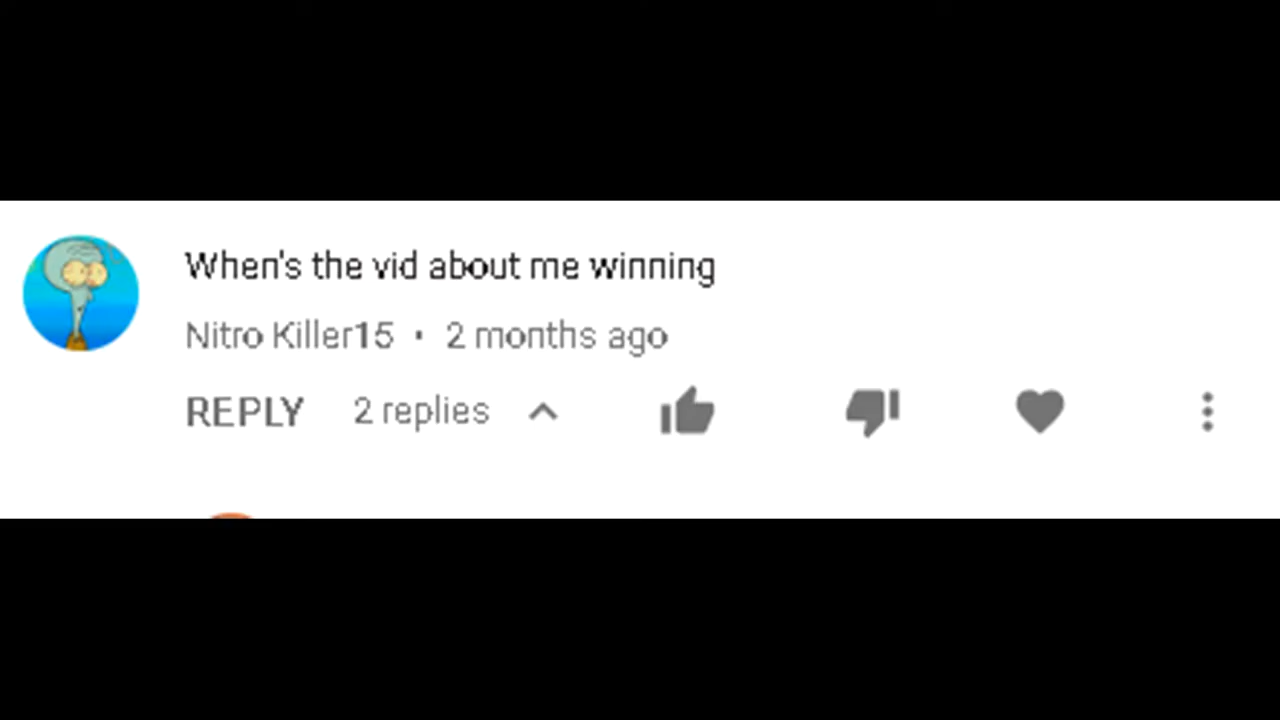 When's the vid about me winning
Nitro Killer15 • 2 months ago
REPLY 2 replies